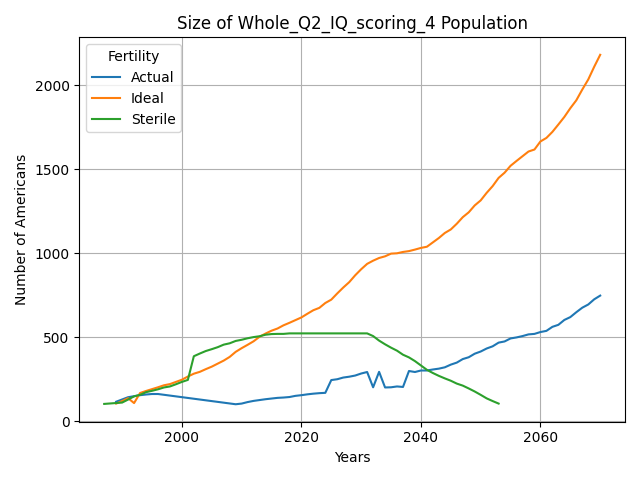 Size of Whole_Q2_IQ_scoring_4 Population
Fertility
Actual
Ideal
Sterile
Number of Americans
2000
1500
1000
500
0
2000
2020
2040
2060
Years